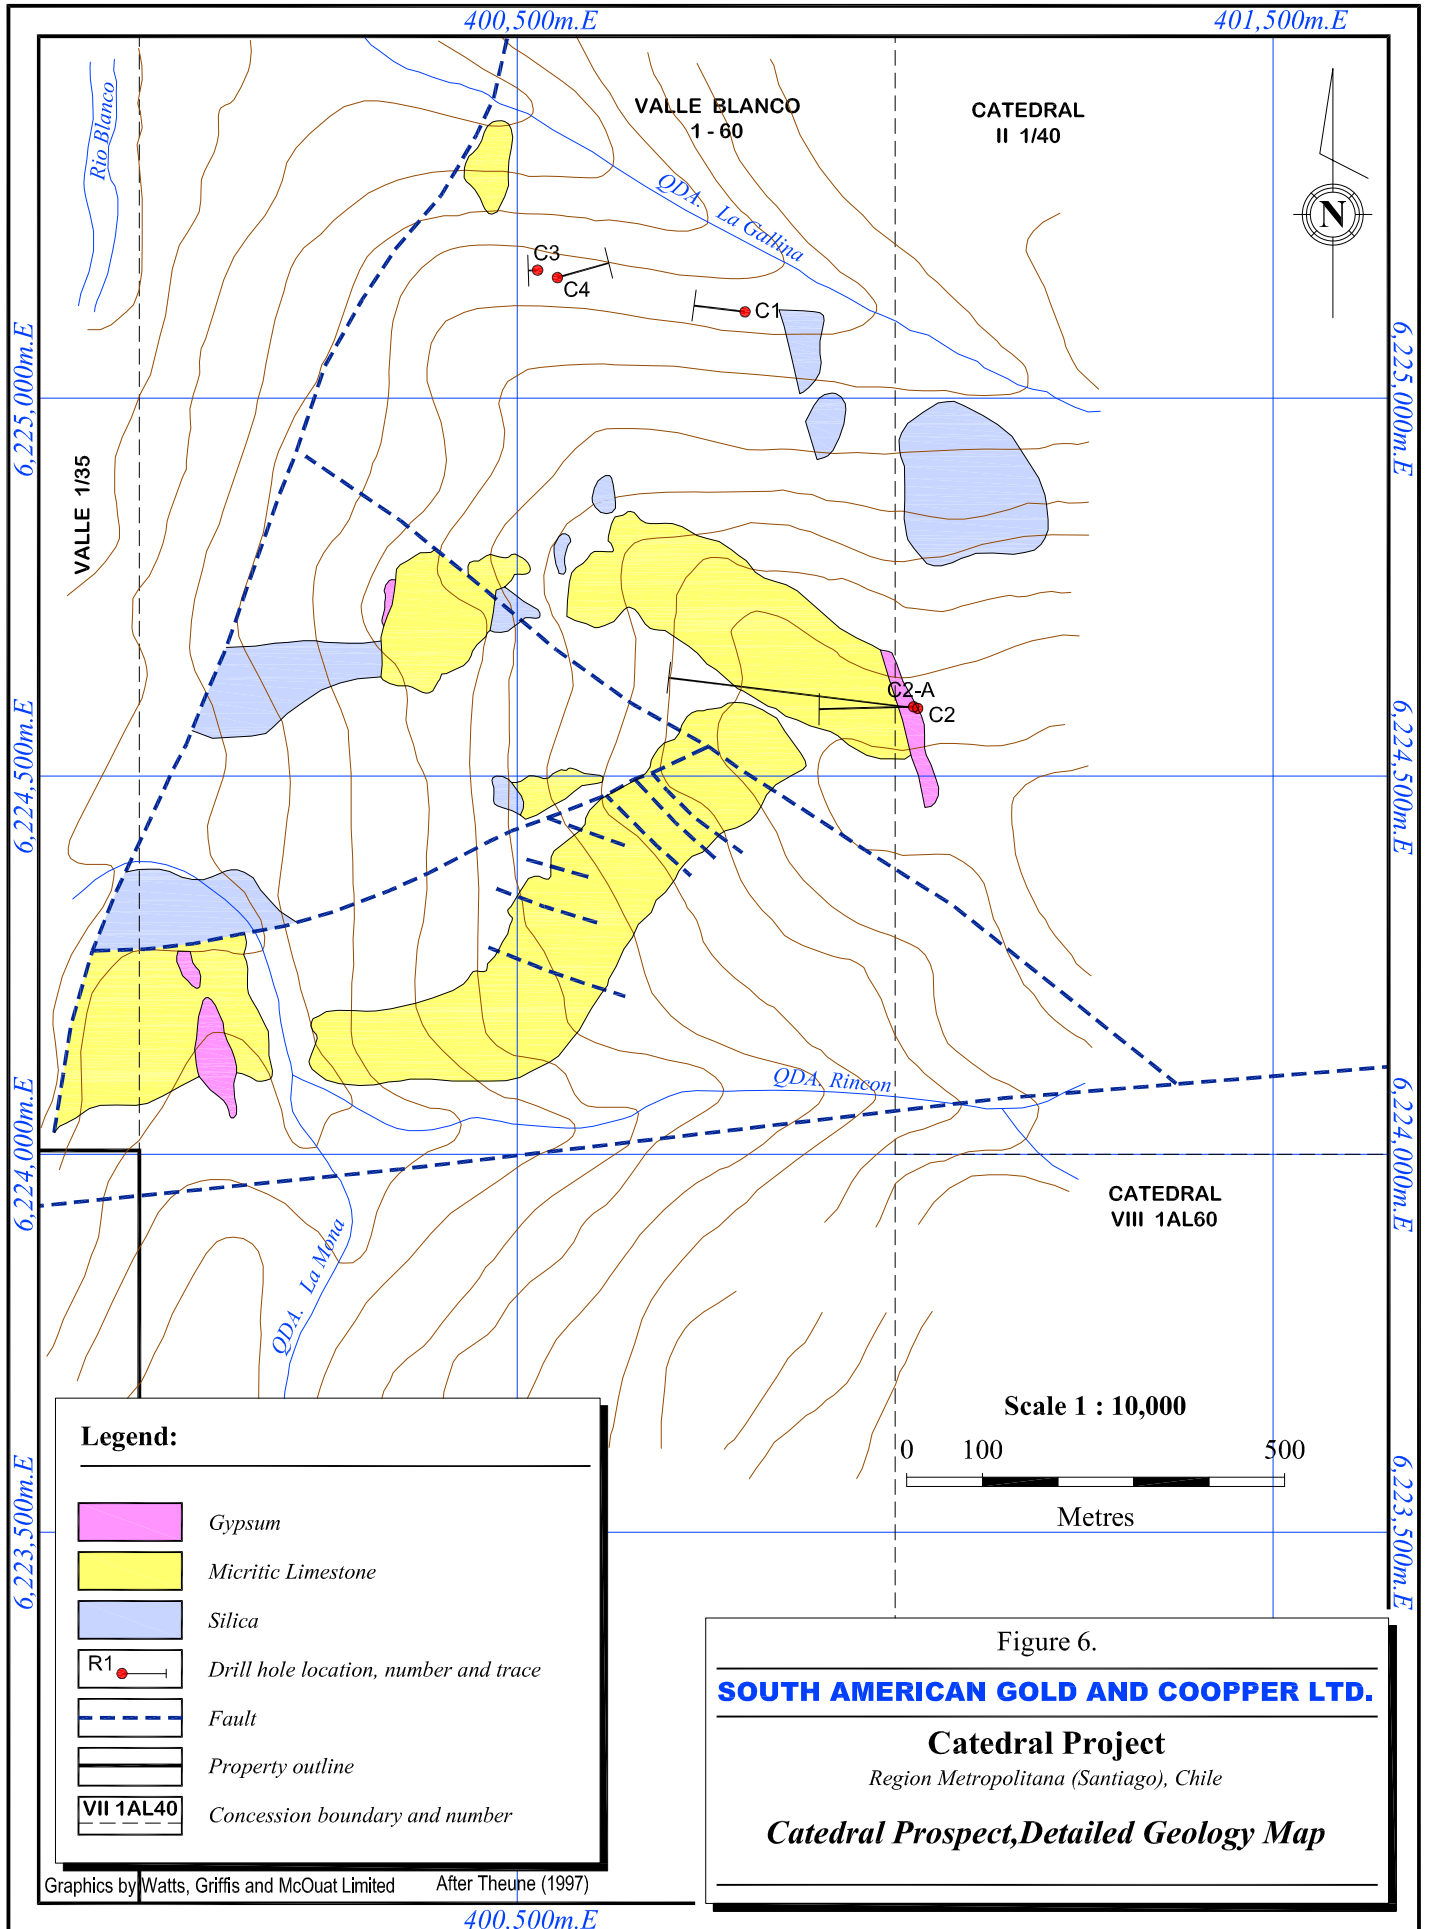 400,500m.E
401,500m.E
Rio Blanco
VALLE BLANCO
1 - 60
CATEDRAL
II 1/40
QDA. La Gallina
N
C3
C4
C1
6,225,000m.E
6,225,000m.E
VALLE 1/35
C2-A
C2
6,224,500m.E
6,224,500m.E
QDA. Rincon
6,224,000m.E
6,224,000m.E
CATEDRAL
VIII 1AL60
QDA. La Mona
Scale 1 : 10,000
0 100 500
Metres
6,223,500m.E
6,223,500m.E
Legend:
Gypsum
Micritic Limestone
Silica
R1 Drill hole location, number and trace
Fault
Property outline
VII 1AL40 Concession boundary and number
Graphics by Watts, Griffis and McOuat Limited After Theune (1997)
Figure 6.
SOUTH AMERICAN GOLD AND COOPPER LTD.
Catedral Project
Region Metropolitana (Santiago), Chile
Catedral Prospect,Detailed Geology Map
400,500m.E